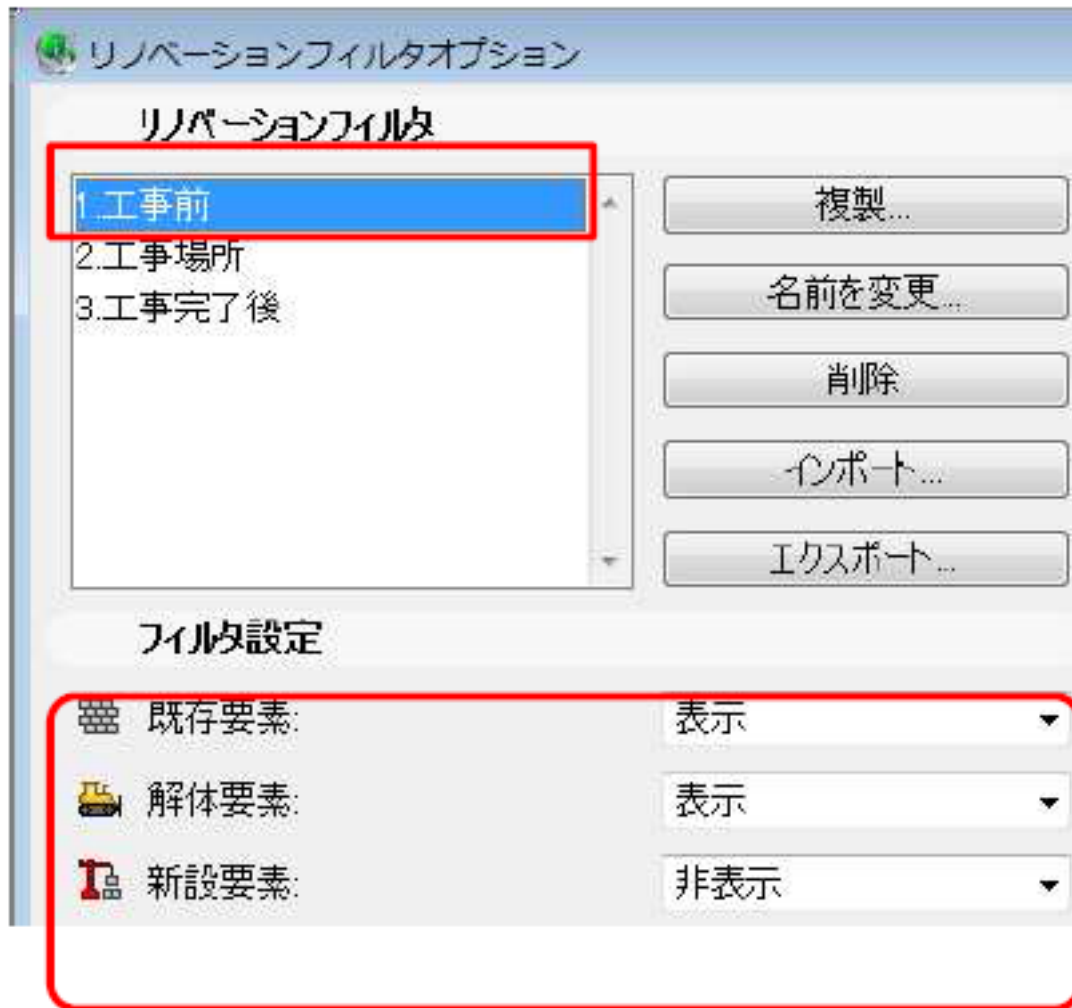 リノベーションフィルタオプション
リノベーションフィルタ
1.工事前
2.工事場所
3.工事完了後
複製...
名前を変更...
削除
インポート...
エクスポート...
フィルタ設定
既存要素: 表示
解体要素: 表示
新設要素: 非表示